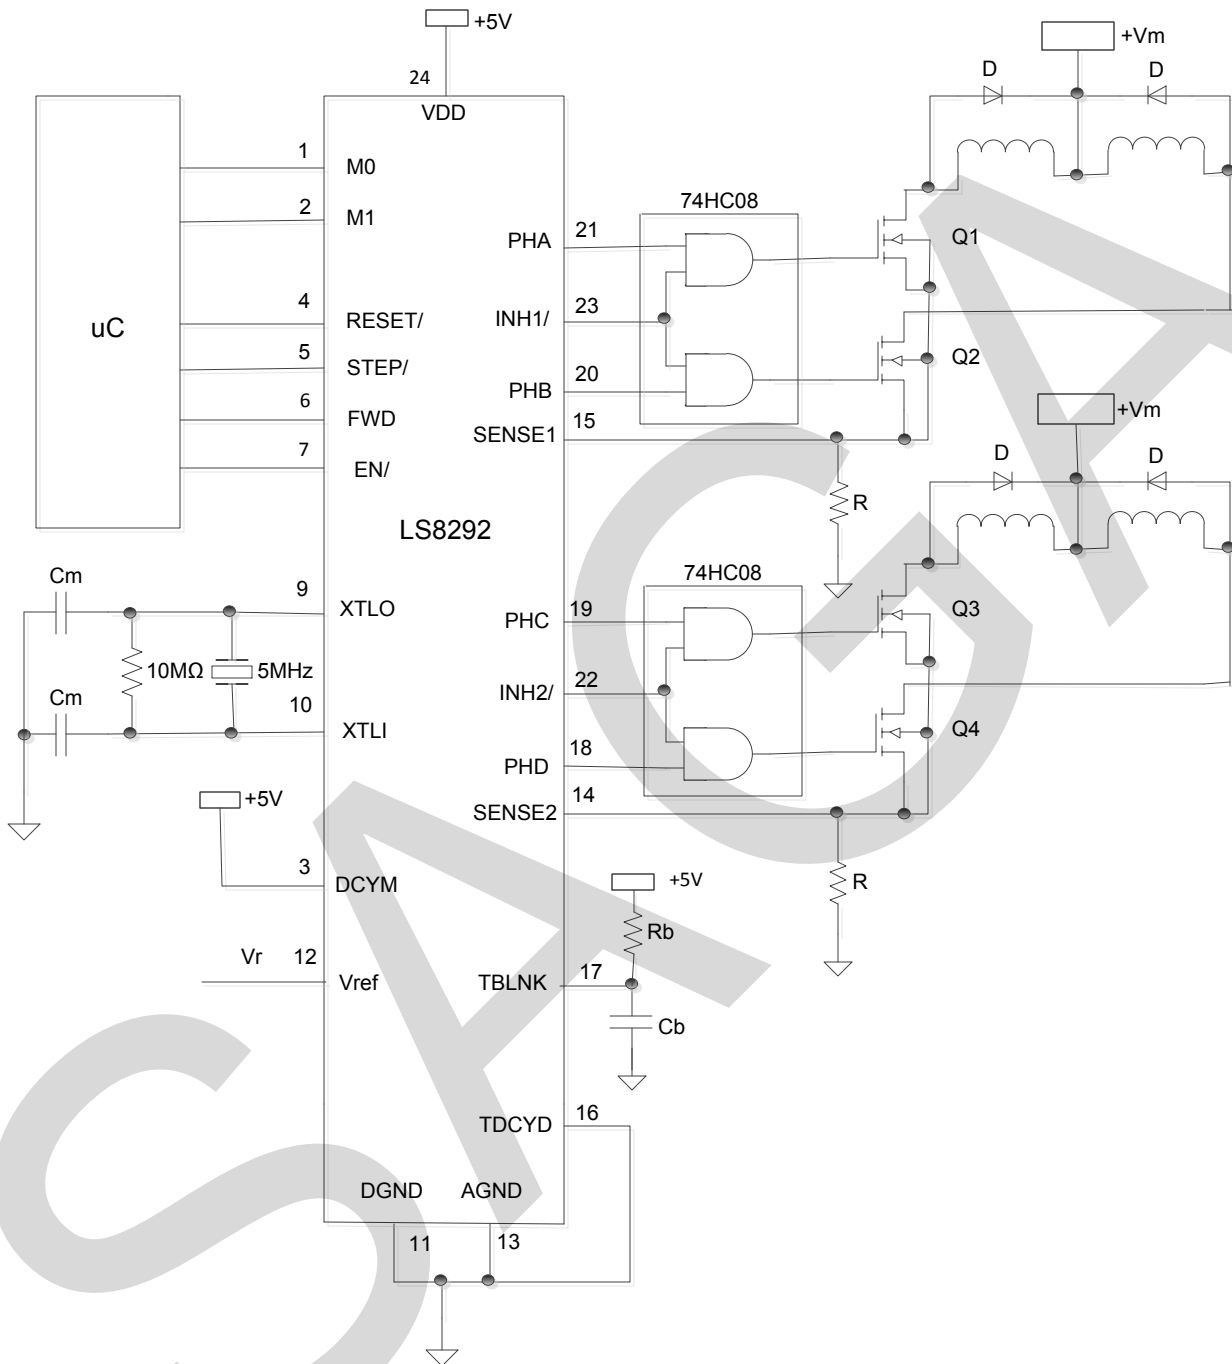 +5V
+Vm
24
VDD
D
D
1
M0
2
M1
74HC08
21
PHA
Q1
4
RESET/
23
INH1/
uC
5
STEP/
20
PHB
Q2
6
FWD
15
SENSE1
+Vm
7
EN/
D
D
R
LS8292
Cm
9
XTLO
74HC08
19
PHC
Q3
10MΩ
5MHz
Cm
10
XTLI
22
INH2/
Q4
18
PHD
14
SENSE2
+5V
3
DCYM
+5V
R
Rb
Vr
12
Vref
17
TBLNK
Cb
16
TDCYD
DGND
AGND
11
13
SAGA